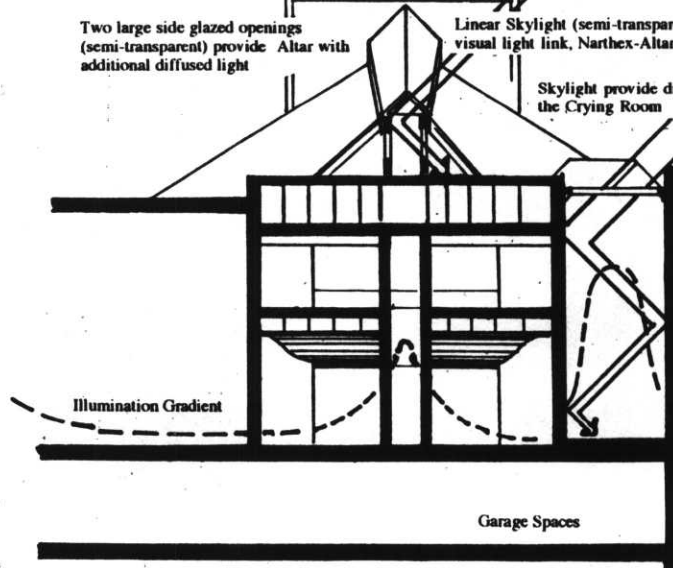 Two large side glazed openings
(semi-transparent) provide Altar with
additional diffused light
Linear Skylight (semi-transpar
visual light link, Narthex-Altar
Skylight provide d
the Crying Room
Illumination Gradient
Garage Spaces